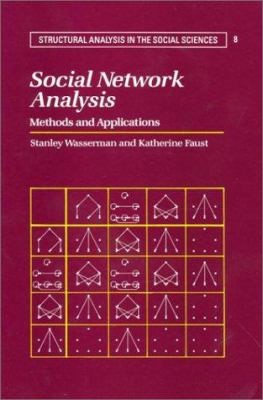 STRUCTURAL ANALYSIS IN THE SOCIAL SCIENCES 8
Social Network
Analysis
Methods and Applications
Stanley Wasserman and Katherine Faust